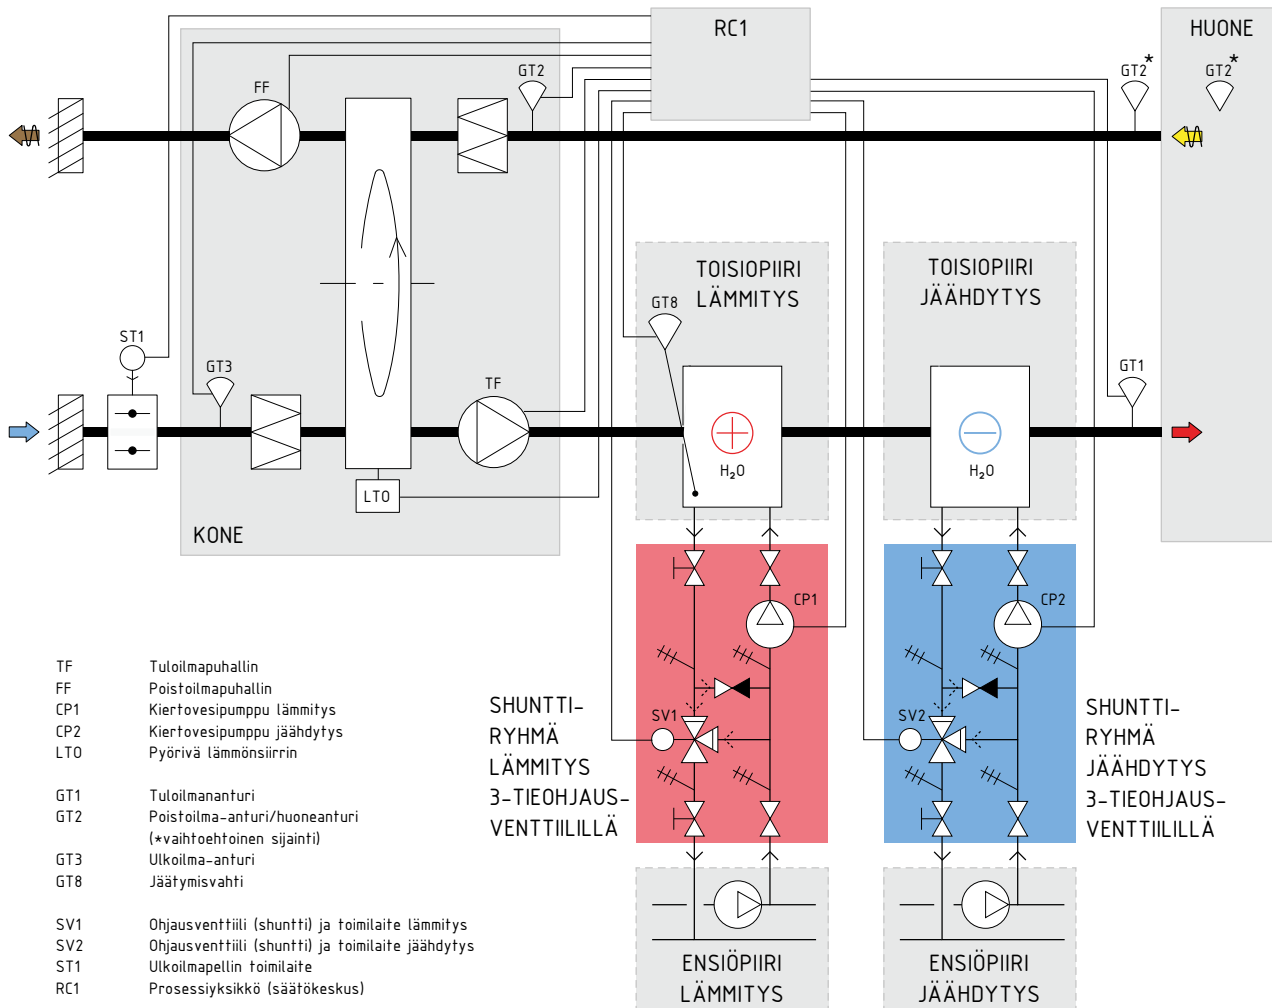 RC1
HUONE
GT2*
GT2*
GT2
FF
TOISIOPIIRI
LÄMMITYS
TOISIOPIIRI
JÄÄHDYTYS
GT8
ST1
GT3
TF
GT1
H₂O
H₂O
LTO
KONE
CP1
CP2
SHUNTTI-
RYHMÄ
LÄMMITYS
3-TIEOHJAUS-
VENTTIILILLÄ
SV1
SV2
SHUNTTI-
RYHMÄ
JÄÄHDYTYS
3-TIEOHJAUS-
VENTTIILILLÄ
ENSIÖPIIRI
LÄMMITYS
ENSIÖPIIRI
JÄÄHDYTYS
TF Tuloilmapuhallin
FF Poistoilmapuhallin
CP1 Kiertovesipumppu lämmitys
CP2 Kiertovesipumppu jäähdytys
LTO Pyörivä lämmönsiirrin
GT1 Tuloilmananturi
GT2 Poistoilma-anturi/huoneanturi
(*vaihtoehtoinen sijainti)
GT3 Ulkoilma-anturi
GT8 Jäätymisvahti
SV1 Ohjausventtiili (shuntti) ja toimilaite lämmitys
SV2 Ohjausventtiili (shuntti) ja toimilaite jäähdytys
ST1 Ulkoilmapellin toimilaite
RC1 Prosessiyksikkö (säätökeskus)